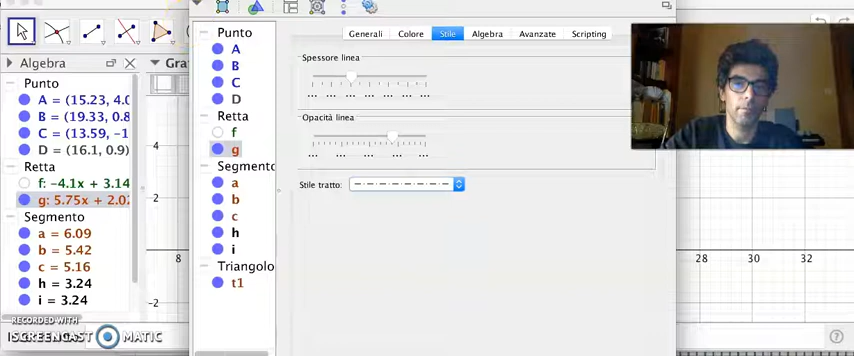 Algebra
Punto
A = (15.23, 4.0
B = (19.33, 0.8
C = (13.59, -1
D = (16.1, 0.9)
Retta
f: -4.1x + 3.14
g: 5.75x + 2.02
Segmento
a = 6.09
b = 5.42
c = 5.16
h = 3.24
i = 3.24
RECORDED WITH
SCREENCAST MATIC
Gra
4
2
-2
8
Punto
A
B
C
D
Retta
f
g
Segmento
a
b
c
h
i
Triangolo
t1
Generali Colore Stile Algebra Avanzate Scripting
Spessore linea
... ... ... ... ... ...
Opacità linea
... ... ... ...
Stile tratto:
28 30 32